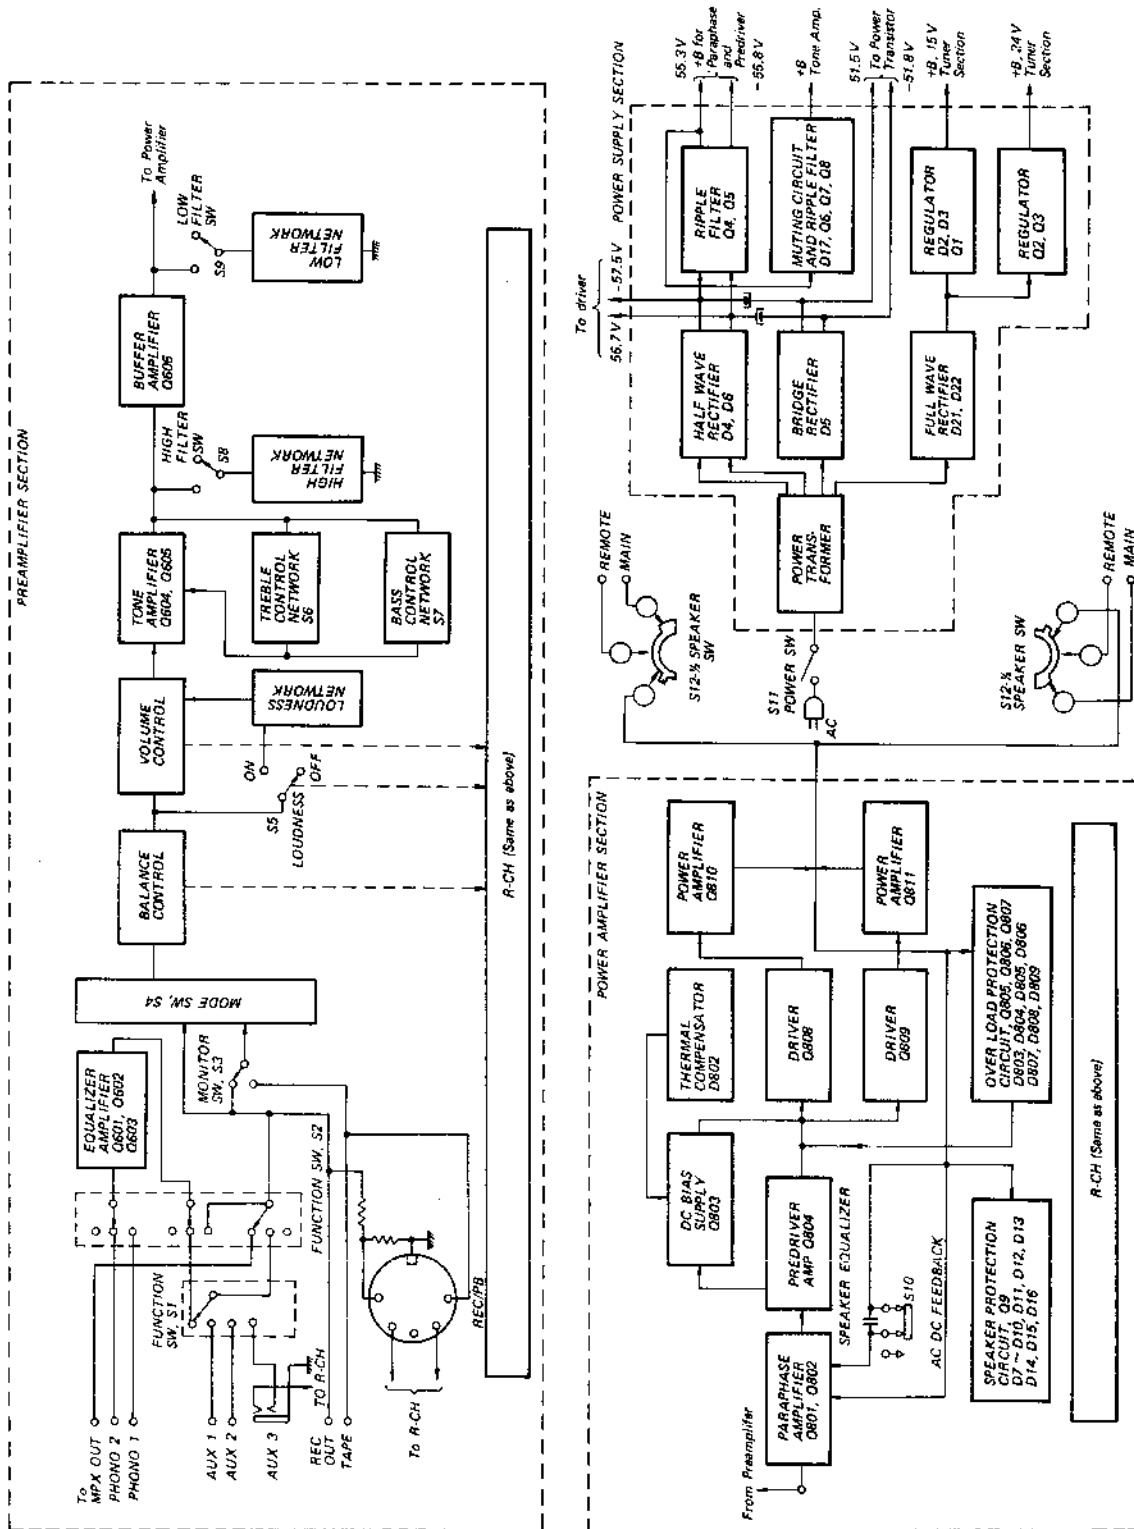 PREAMPLIFIER SECTION
To
MPX OUT
PHONO 2
PHONO 1
AUX 1
AUX 2
AUX 3
TO R-CH
REC
OUT
TAPE
To R-CH
REC/PB
FUNCTION
SW, S1
FUNCTION SW, S2
EQUALIZER
AMPLIFIER
Q601, Q602
Q603
MONITOR
SW, S3
MODE SW, S4
BALANCE
CONTROL
S5
LOUDNESS
ON
OFF
VOLUME
CONTROL
LOUDNESS
NETWORK
TONE
AMPLIFIER
Q604, Q605
TREBLE
CONTROL
NETWORK
S6
BASS
CONTROL
NETWORK
S7
HIGH
FILTER
SW
S8
HIGH
FILTER
NETWORK
BUFFER
AMPLIFIER
Q606
LOW
FILTER
SW
S9
LOW
FILTER
NETWORK
To Power
Amplifier
R-CH (Same as above)
POWER AMPLIFIER SECTION
From Preamplifer
PARAPHASE
AMPLIFIER
Q801, Q802
SPEAKER EQUALIZER
S10
AC DC FEEDBACK
PREDRIVER
AMP Q804
DC BIAS
SUPPLY
Q803
THERMAL
COMPENSATOR
D802
DRIVER
Q808
DRIVER
Q809
POWER
AMPLIFIER
Q810
POWER
AMPLIFIER
Q811
SPEAKER PROTECTION
CIRCUIT, Q9
D7 ~ D10, D11, D12, D13
D14, D15, D16
OVER LOAD PROTECTION
CIRCUIT, Q805, Q806, Q807
D803, D804, D805, D806
D807, D808, D809
R-CH (Same as above)
REMOTE
MAIN
S12-½ SPEAKER
SW
S11
POWER SW
AC
S12-½
SPEAKER SW
REMOTE
MAIN
POWER SUPPLY SECTION
POWER
TRANS-
FORMER
HALF WAVE
RECTIFIER
D4, D6
BRIDGE
RECTIFIER
D5
FULL WAVE
RECTIFIER
D21, D22
To driver
56.7V
-57.5V
RIPPLE
FILTER
Q4, Q5
MUTING CIRCUIT
AND RIPPLE FILTER
D17, Q6, Q7, Q8
REGULATOR
D2, D3
Q1
REGULATOR
Q2, Q3
55.3V
+B for
Paraphase
and
Predriver
-55.8V
+B
Tone Amp.
51.5V
To Power
Transistor
-51.8V
+B, 15V
Tuner
Section
+B, 24V
Tuner
Section